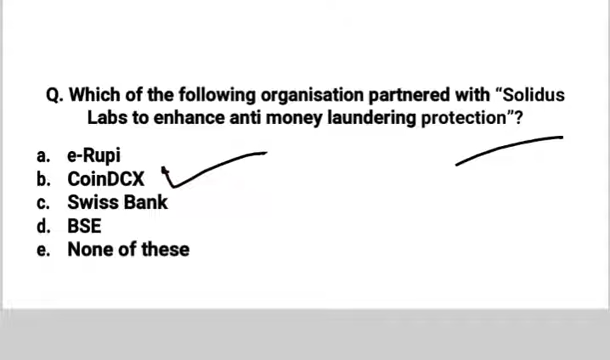 Q. Which of the following organisation partnered with “Solidus
Labs to enhance anti money laundering protection”?
a. e-Rupi
b. CoinDCX
c. Swiss Bank
d. BSE
e. None of these